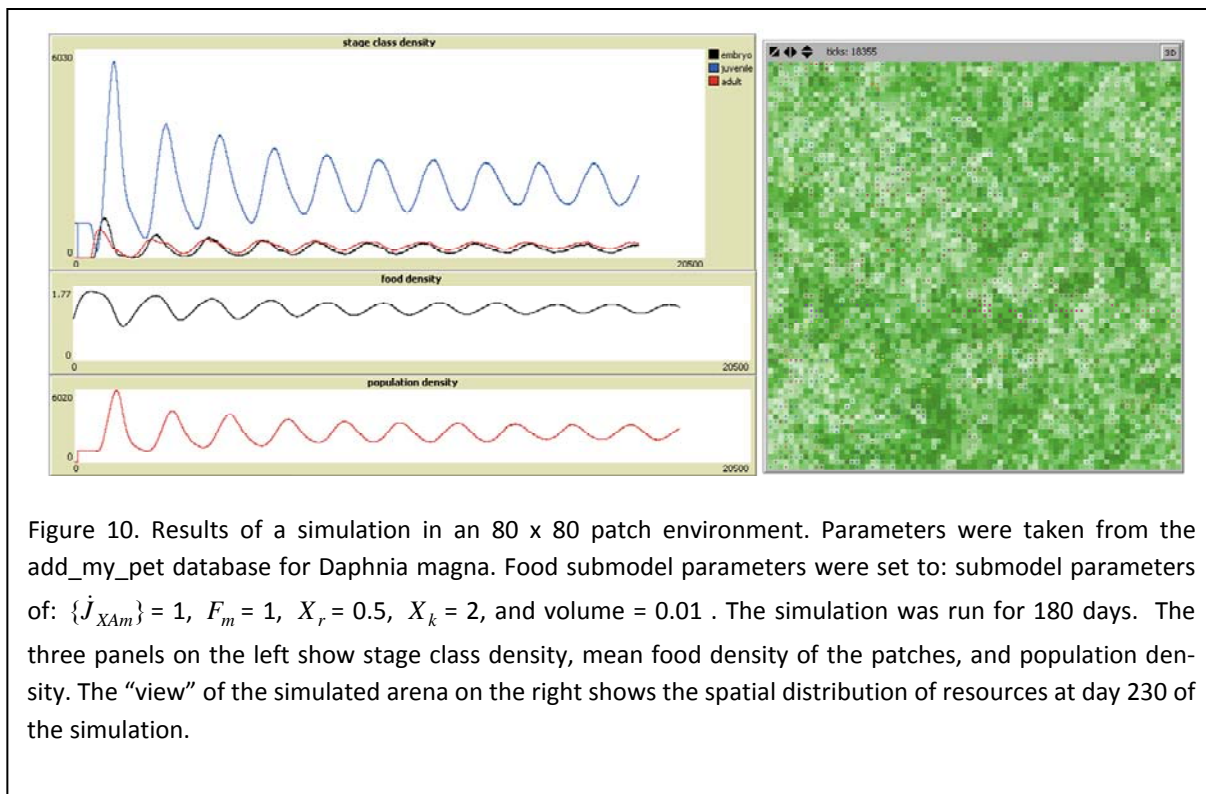 stage class density
6030
0
0
20500
embryo
juvenile
adult
food density
1.77
0
0
20500
population density
6020
0
0
20500
ticks: 18355
3D
Figure 10. Results of a simulation in an 80 x 80 patch environment. Parameters were taken from the
add_my_pet database for Daphnia magna. Food submodel parameters were set to: submodel parameters
of: {J̇_XAm} = 1, F_m = 1, X_r = 0.5, X_k = 2, and volume = 0.01 . The simulation was run for 180 days. The
three panels on the left show stage class density, mean food density of the patches, and population den-
sity. The “view” of the simulated arena on the right shows the spatial distribution of resources at day 230 of
the simulation.